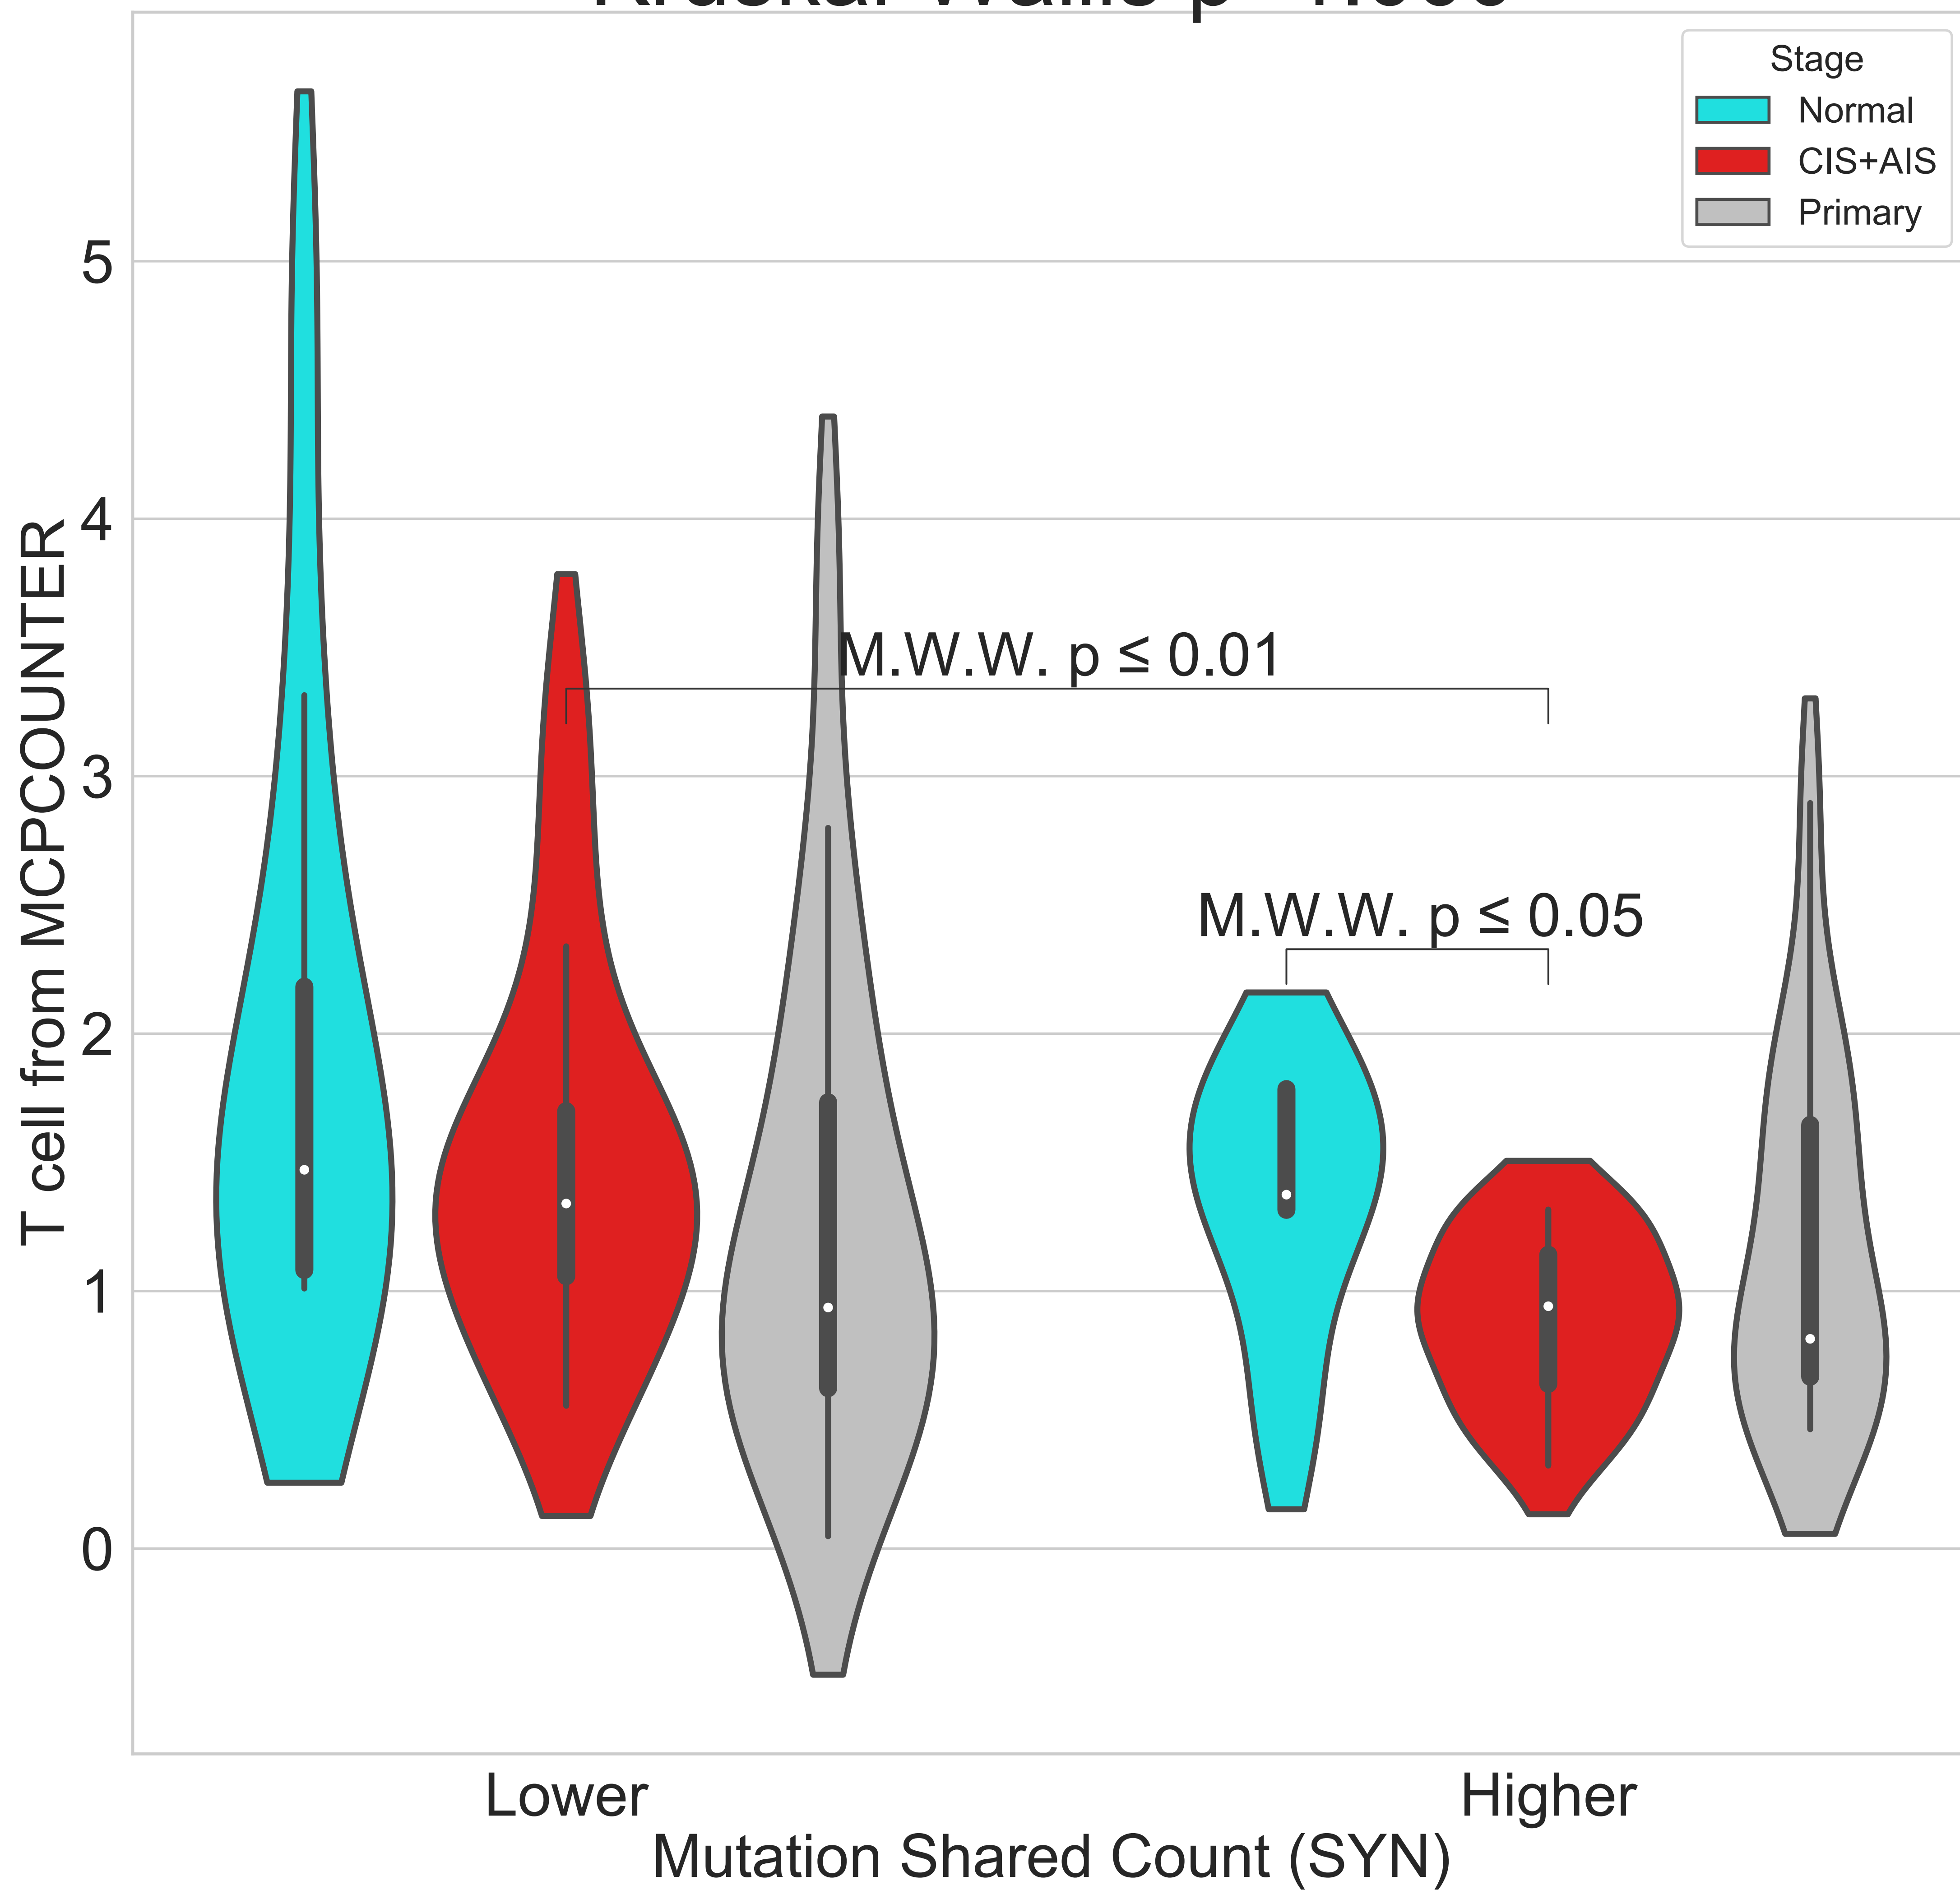 Stage
Normal
CIS+AIS
Primary
5
4
3
2
1
0
T cell from MCPCOUNTER
M.W.W. p ≤ 0.01
M.W.W. p ≤ 0.05
Lower
Higher
Mutation Shared Count (SYN)